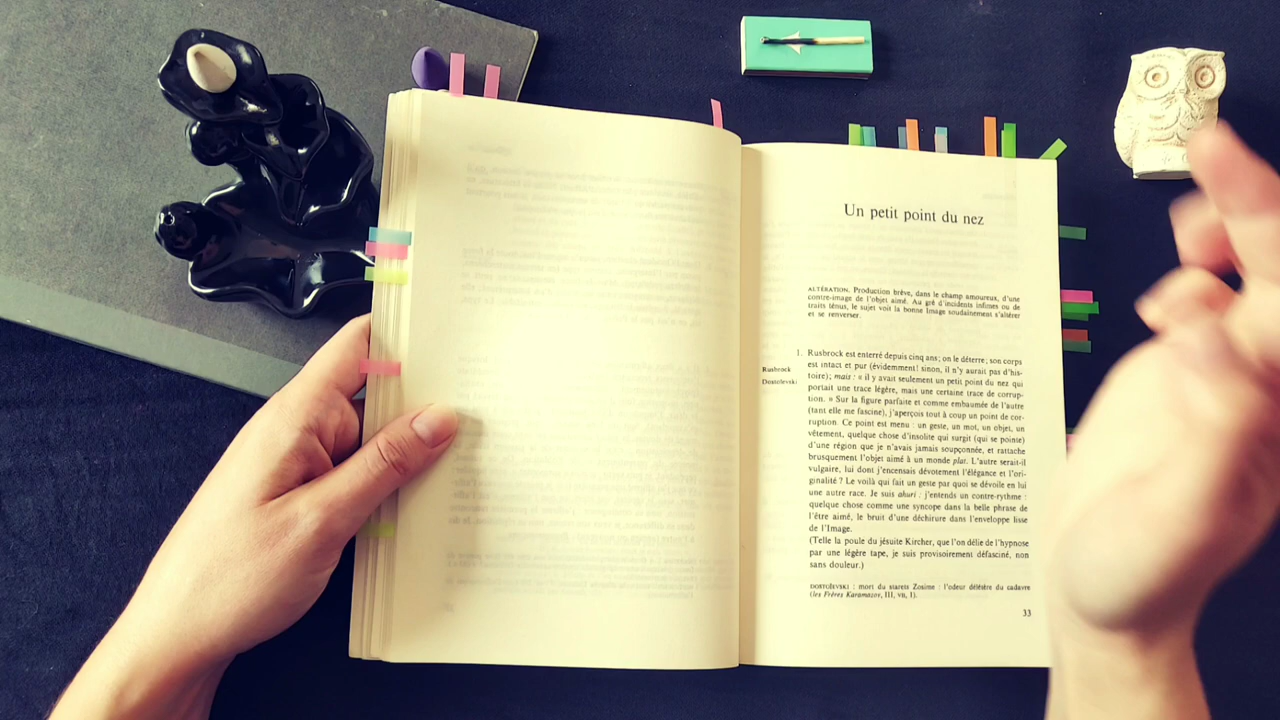 Un petit point du nez
ALTÉRATION. Production brève, dans le champ amoureux, d'une
contre-image de l'objet aimé. Au gré d'incidents infimes ou de
traits ténus, le sujet voit la bonne Image soudainement s'altérer
et se renverser.
1. Rusbrock est enterré depuis cinq ans; on le déterre; son corps
Rusbrock
est intact et pur (évidemment! sinon, il n'y aurait pas d'his-
Dostoïevski
toire); mais : « il y avait seulement un petit point du nez qui
portait une trace légère, mais une certaine trace de corrup-
tion. » Sur la figure parfaite et comme embaumée de l'autre
(tant elle me fascine), j'aperçois tout à coup un point de cor-
ruption. Ce point est menu : un geste, un mot, un objet, un
vêtement, quelque chose d'insolite qui surgit (qui se pointe)
d'une région que je n'avais jamais soupçonnée, et rattache
brusquement l'objet aimé à un monde plat. L'autre serait-il
vulgaire, lui dont j'encensais dévotement l'élégance et l'ori-
ginalité ? Le voilà qui fait un geste par quoi se dévoile en lui
une autre race. Je suis ahuri : j'entends un contre-rythme :
quelque chose comme une syncope dans la belle phrase de
l'être aimé, le bruit d'une déchirure dans l'enveloppe lisse
de l'Image.
(Telle la poule du jésuite Kircher, que l'on délie de l'hypnose
par une légère tape, je suis provisoirement défasciné, non
sans douleur.)
DOSTOÏEVSKI : mort du starets Zosime : l'odeur délétère du cadavre
(les Frères Karamazov, III, VII, 1).
33